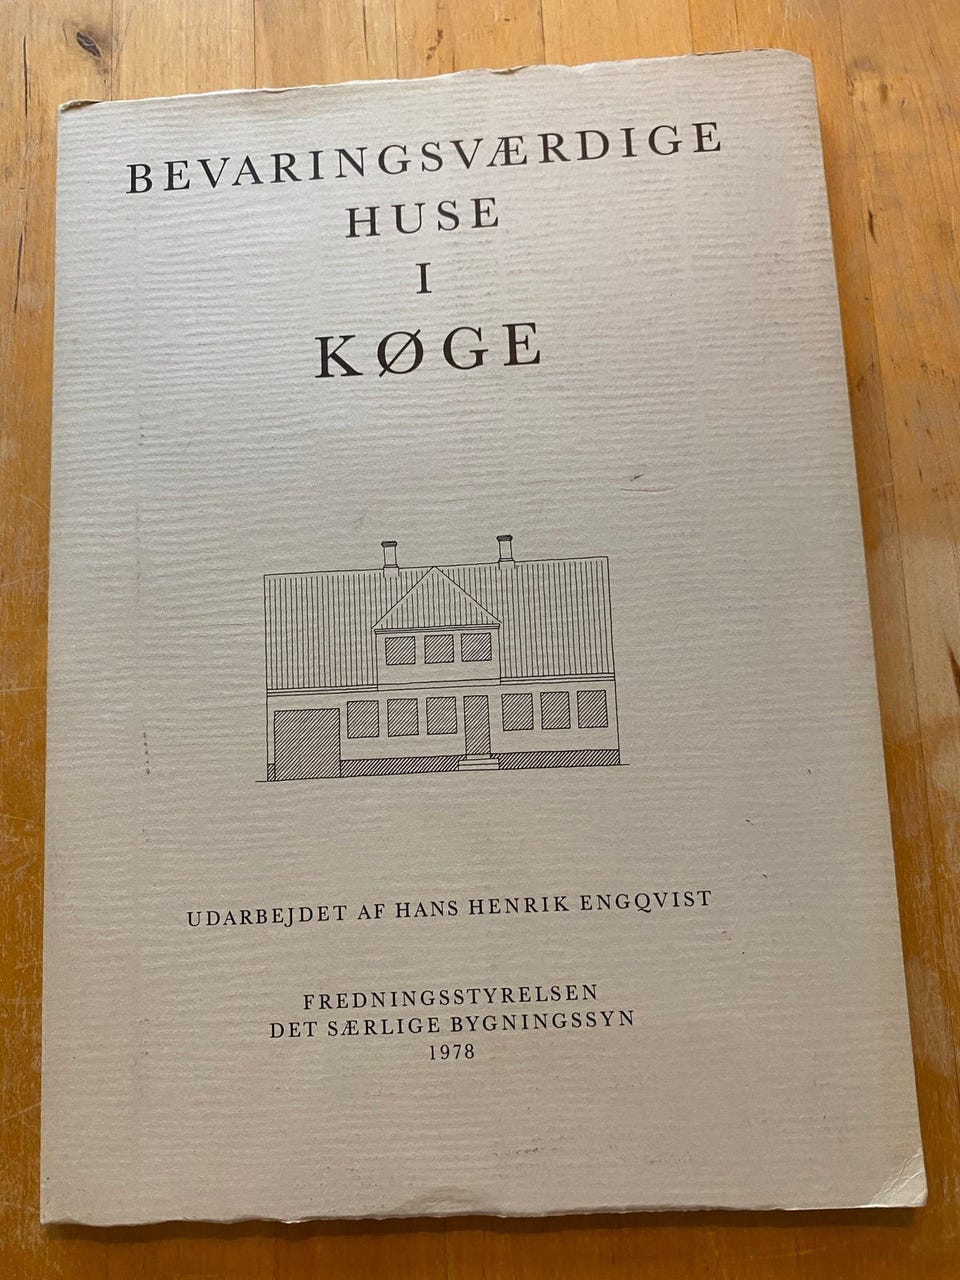 BEVARINGSVÆRDIGE
HUSE
I
KØGE
UDARBEJDET AF HANS HENRIK ENGQVIST
FREDNINGSSTYRELSEN
DET SÆRLIGE BYGNINGSSYN
1978